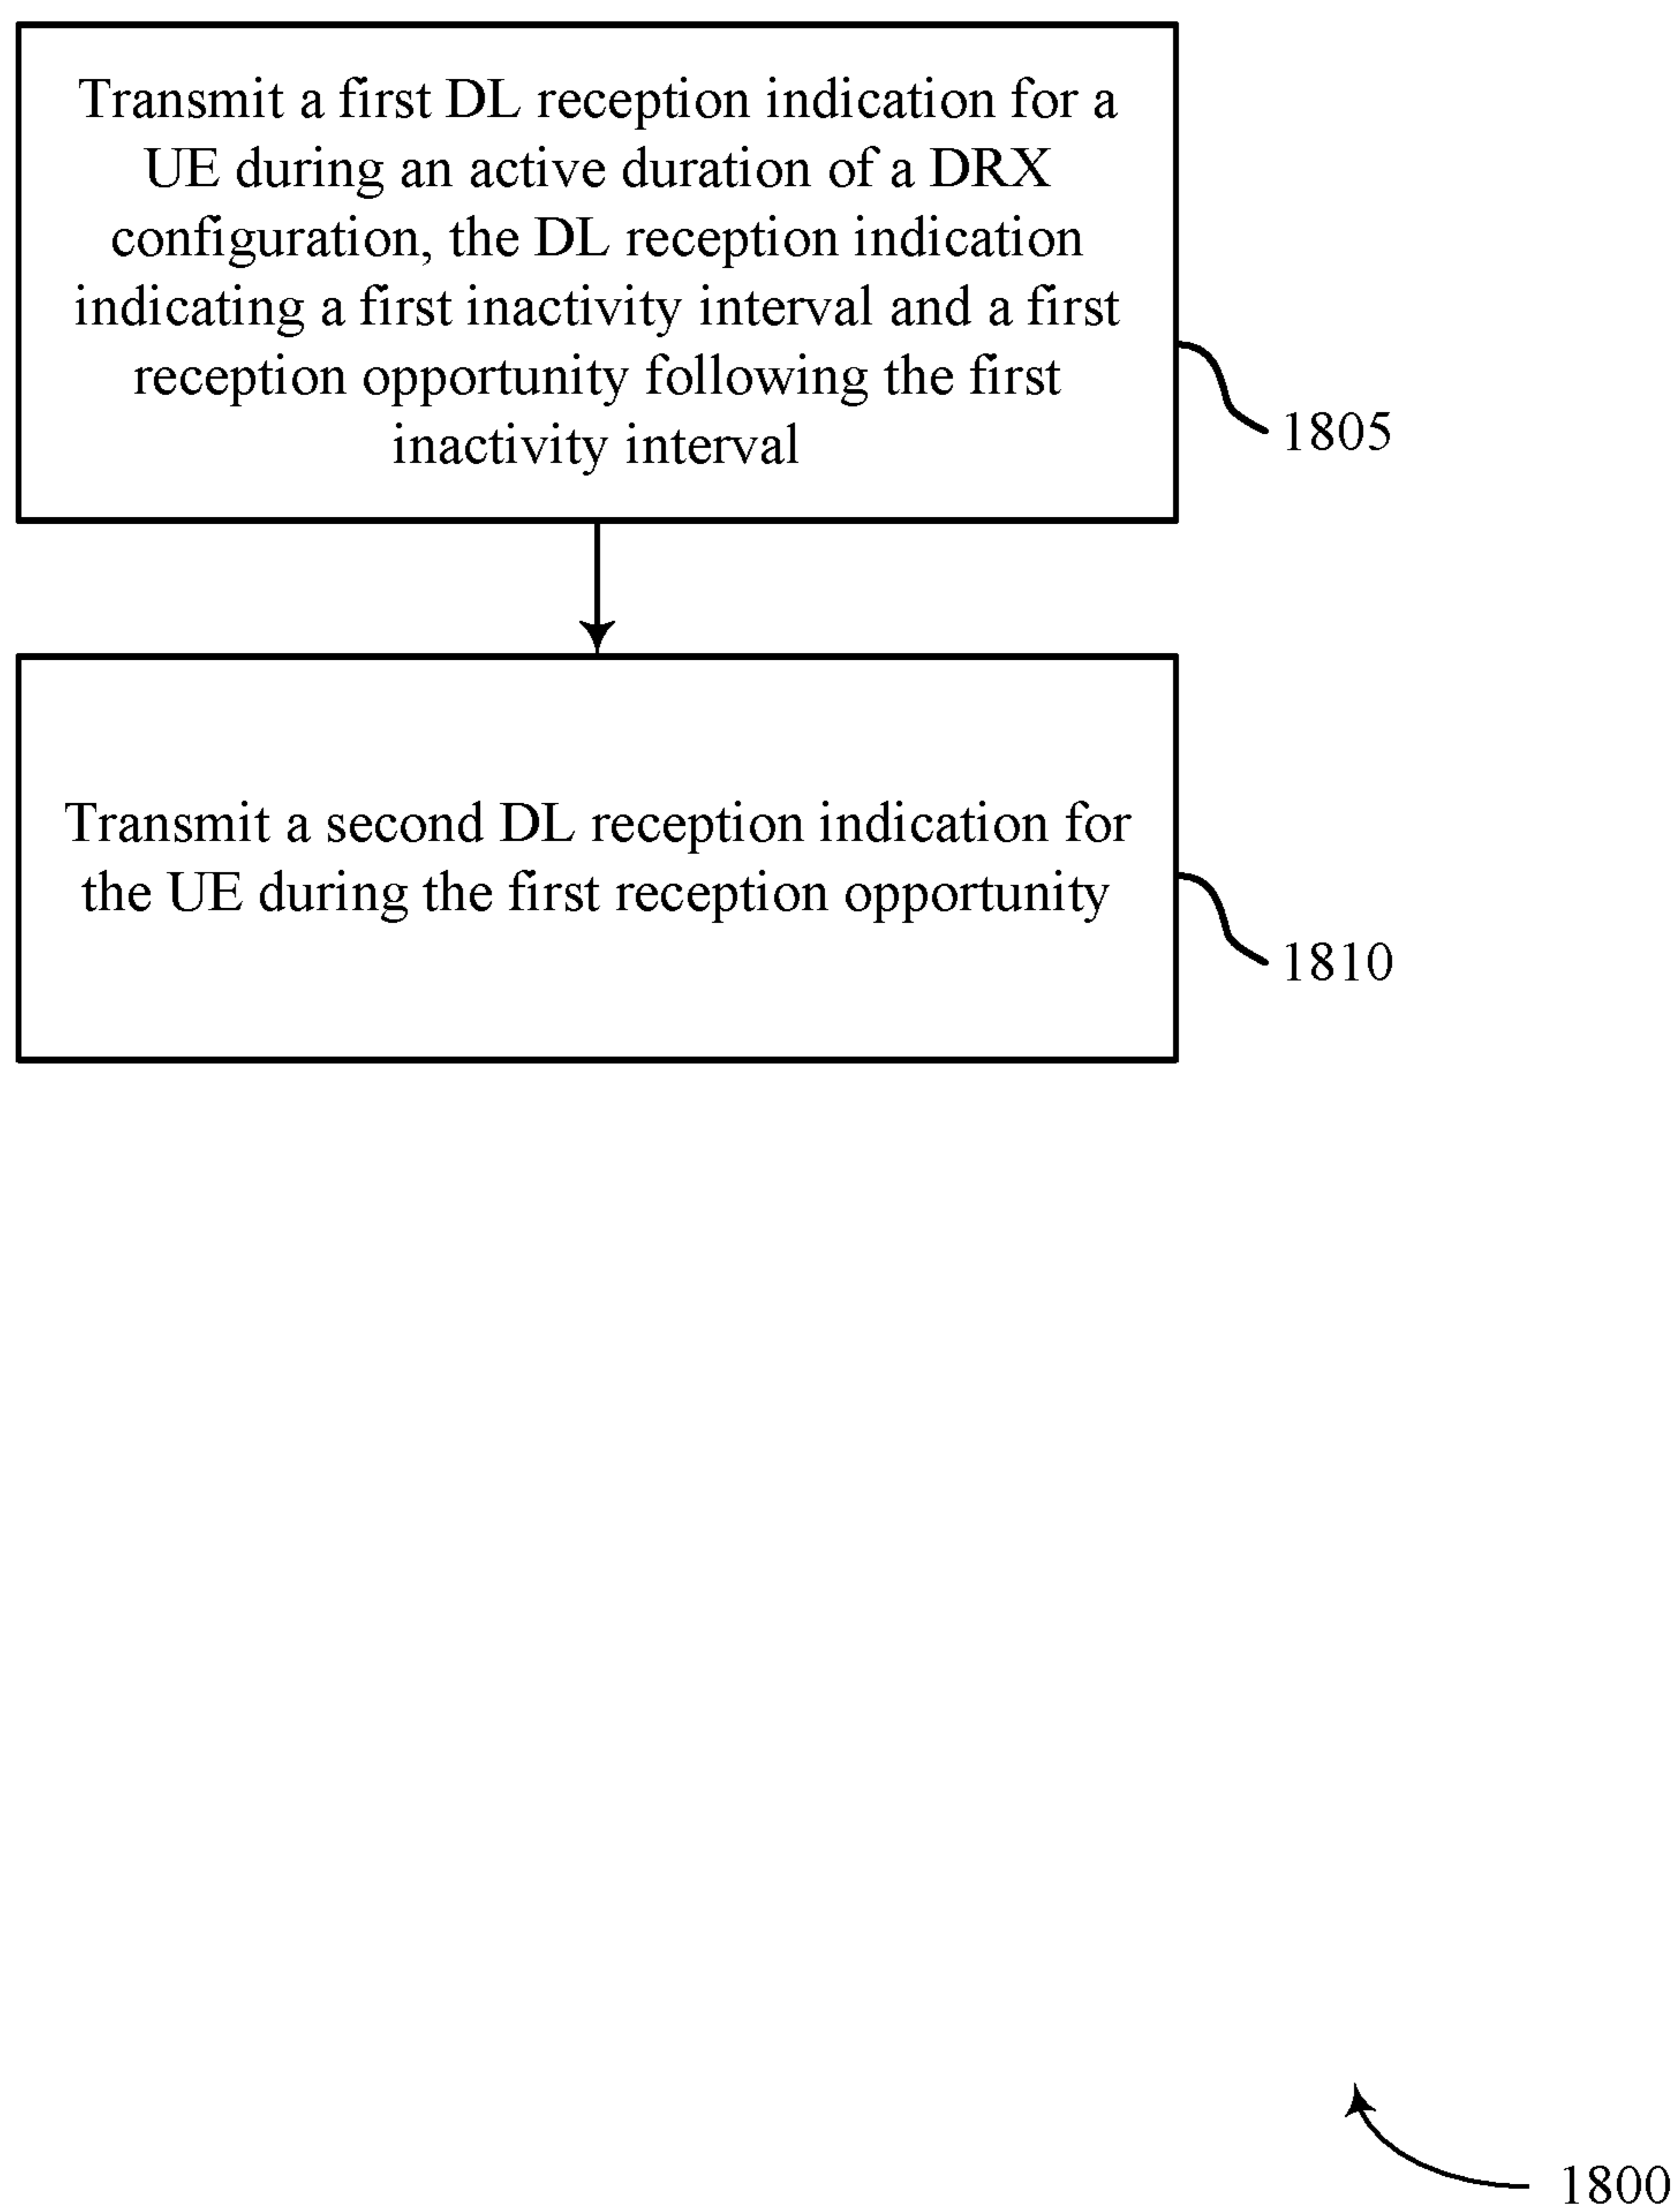 Transmit a first DL reception indication for a
UE during an active duration of a DRX
configuration, the DL reception indication
indicating a first inactivity interval and a first
reception opportunity following the first
inactivity interval
1805
Transmit a second DL reception indication for
the UE during the first reception opportunity
1810
1800